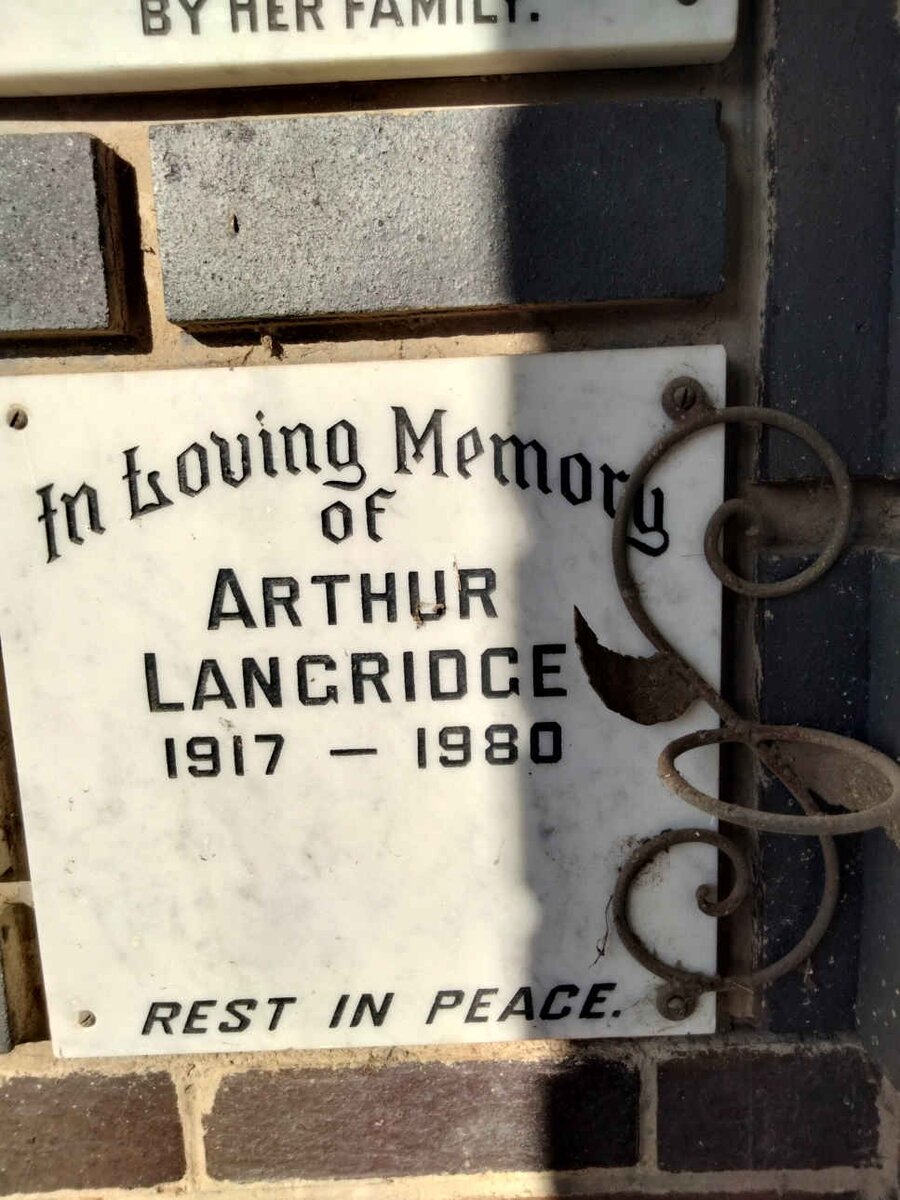 BY HER FAMILY.
In Loving Memory
of
ARTHUR
LANGRIDGE
1917 — 1980
REST IN PEACE.